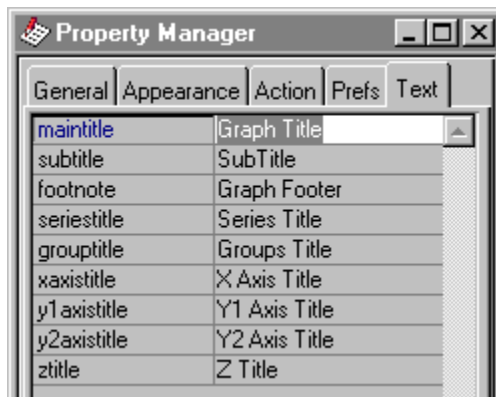 Property Manager
General Appearance Action Prefs Text
maintitle Graph Title
subtitle SubTitle
footnote Graph Footer
seriestitle Series Title
grouptitle Groups Title
xaxistitle X Axis Title
y1axistitle Y1 Axis Title
y2axistitle Y2 Axis Title
ztitle Z Title